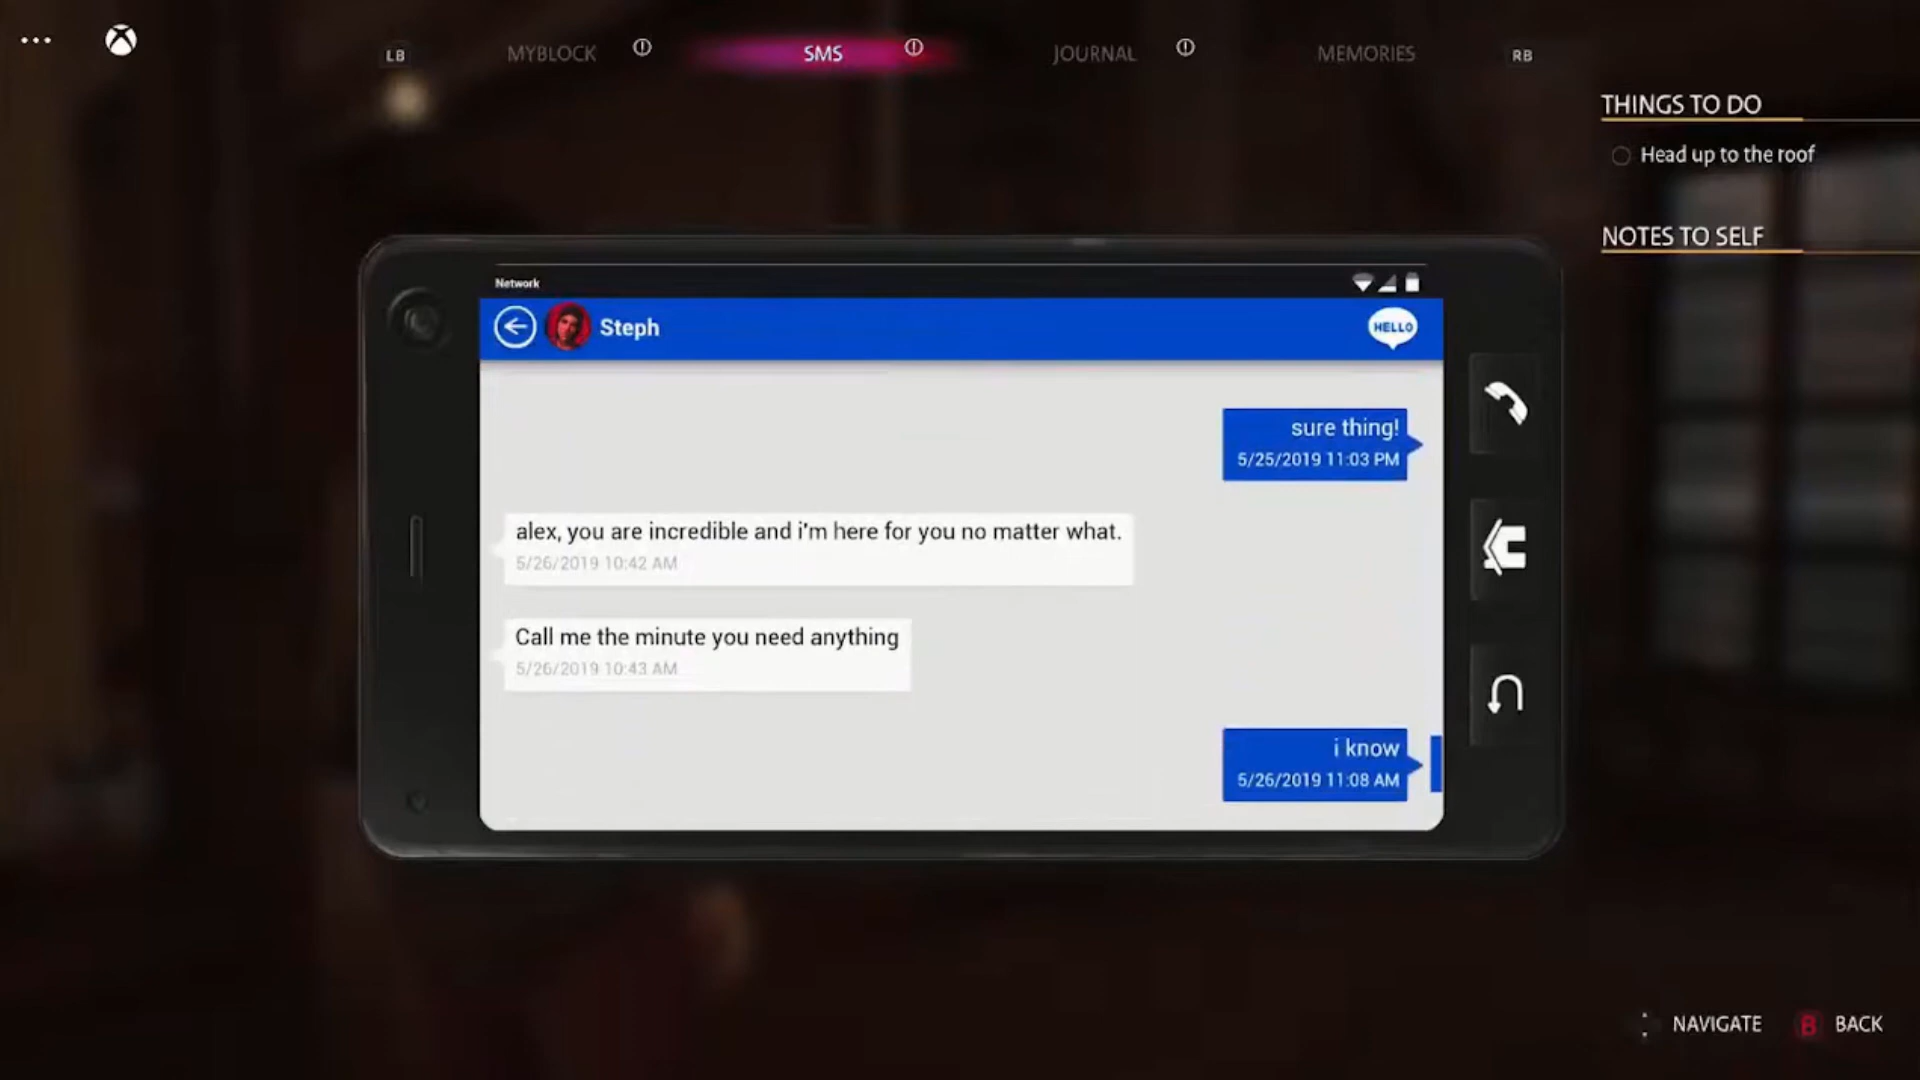 LB
MYBLOCK
SMS
JOURNAL
MEMORIES
RB
THINGS TO DO
Head up to the roof
NOTES TO SELF
Network
Steph
HELLO
sure thing!
5/25/2019 11:03 PM
alex, you are incredible and i'm here for you no matter what.
5/26/2019 10:42 AM
Call me the minute you need anything
5/26/2019 10:43 AM
i know
5/26/2019 11:08 AM
NAVIGATE
B BACK